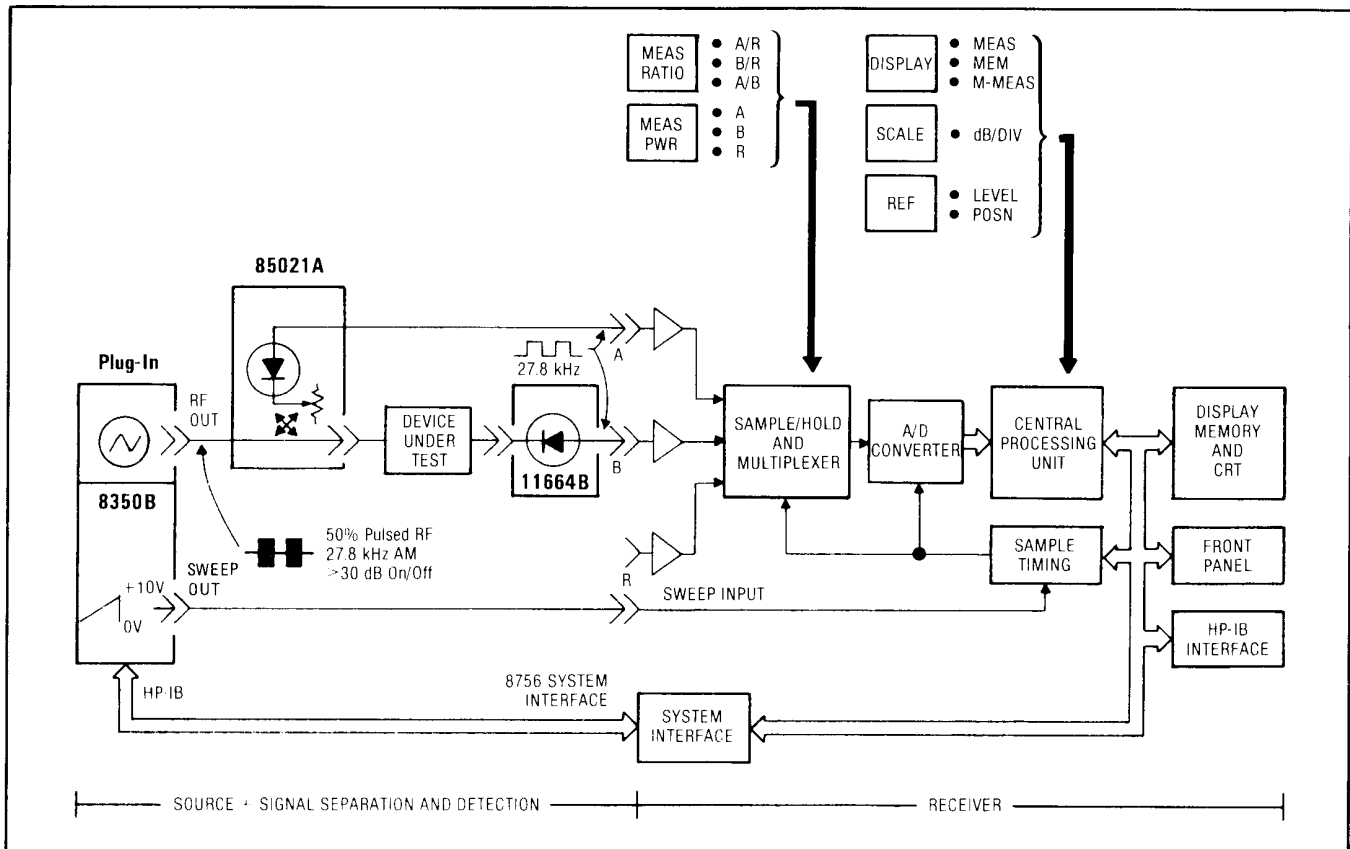 MEAS
RATIO
● A/R
● B/R
● A/B
MEAS
PWR
● A
● B
● R
DISPLAY
● MEAS
● MEM
● M-MEAS
SCALE
● dB/DIV
REF
● LEVEL
● POSN
85021A
Plug-In
RF
OUT
27.8 kHz
A
DEVICE
UNDER
TEST
11664B
B
SAMPLE/HOLD
AND
MULTIPLEXER
A/D
CONVERTER
CENTRAL
PROCESSING
UNIT
DISPLAY
MEMORY
AND
CRT
8350B
50% Pulsed RF
27.8 kHz AM
>30 dB On/Off
SWEEP
OUT
+10V
0V
R
SWEEP INPUT
SAMPLE
TIMING
FRONT
PANEL
HP-IB
INTERFACE
HP-IB
8756 SYSTEM
INTERFACE
SYSTEM
INTERFACE
SOURCE + SIGNAL SEPARATION AND DETECTION
RECEIVER